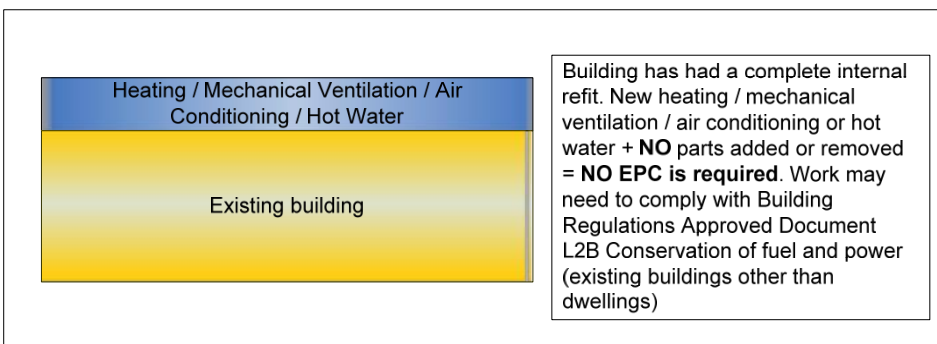 Heating / Mechanical Ventilation / Air
Conditioning / Hot Water
Existing building
Building has had a complete internal
refit. New heating / mechanical
ventilation / air conditioning or hot
water + NO parts added or removed
= NO EPC is required. Work may
need to comply with Building
Regulations Approved Document
L2B Conservation of fuel and power
(existing buildings other than
dwellings)